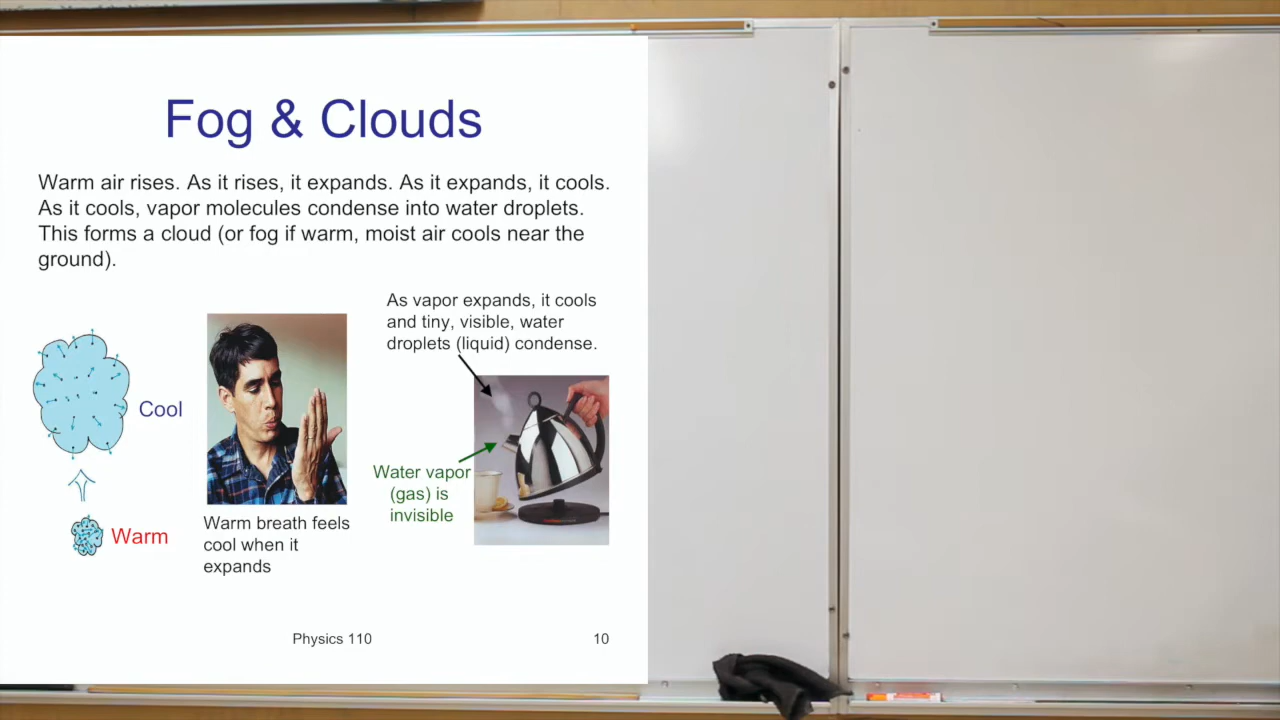 Fog & Clouds
Warm air rises. As it rises, it expands. As it expands, it cools.
As it cools, vapor molecules condense into water droplets.
This forms a cloud (or fog if warm, moist air cools near the
ground).
As vapor expands, it cools
and tiny, visible, water
droplets (liquid) condense.
Cool
Water vapor
(gas) is
invisible
Warm
Warm breath feels
cool when it
expands
Physics 110
10